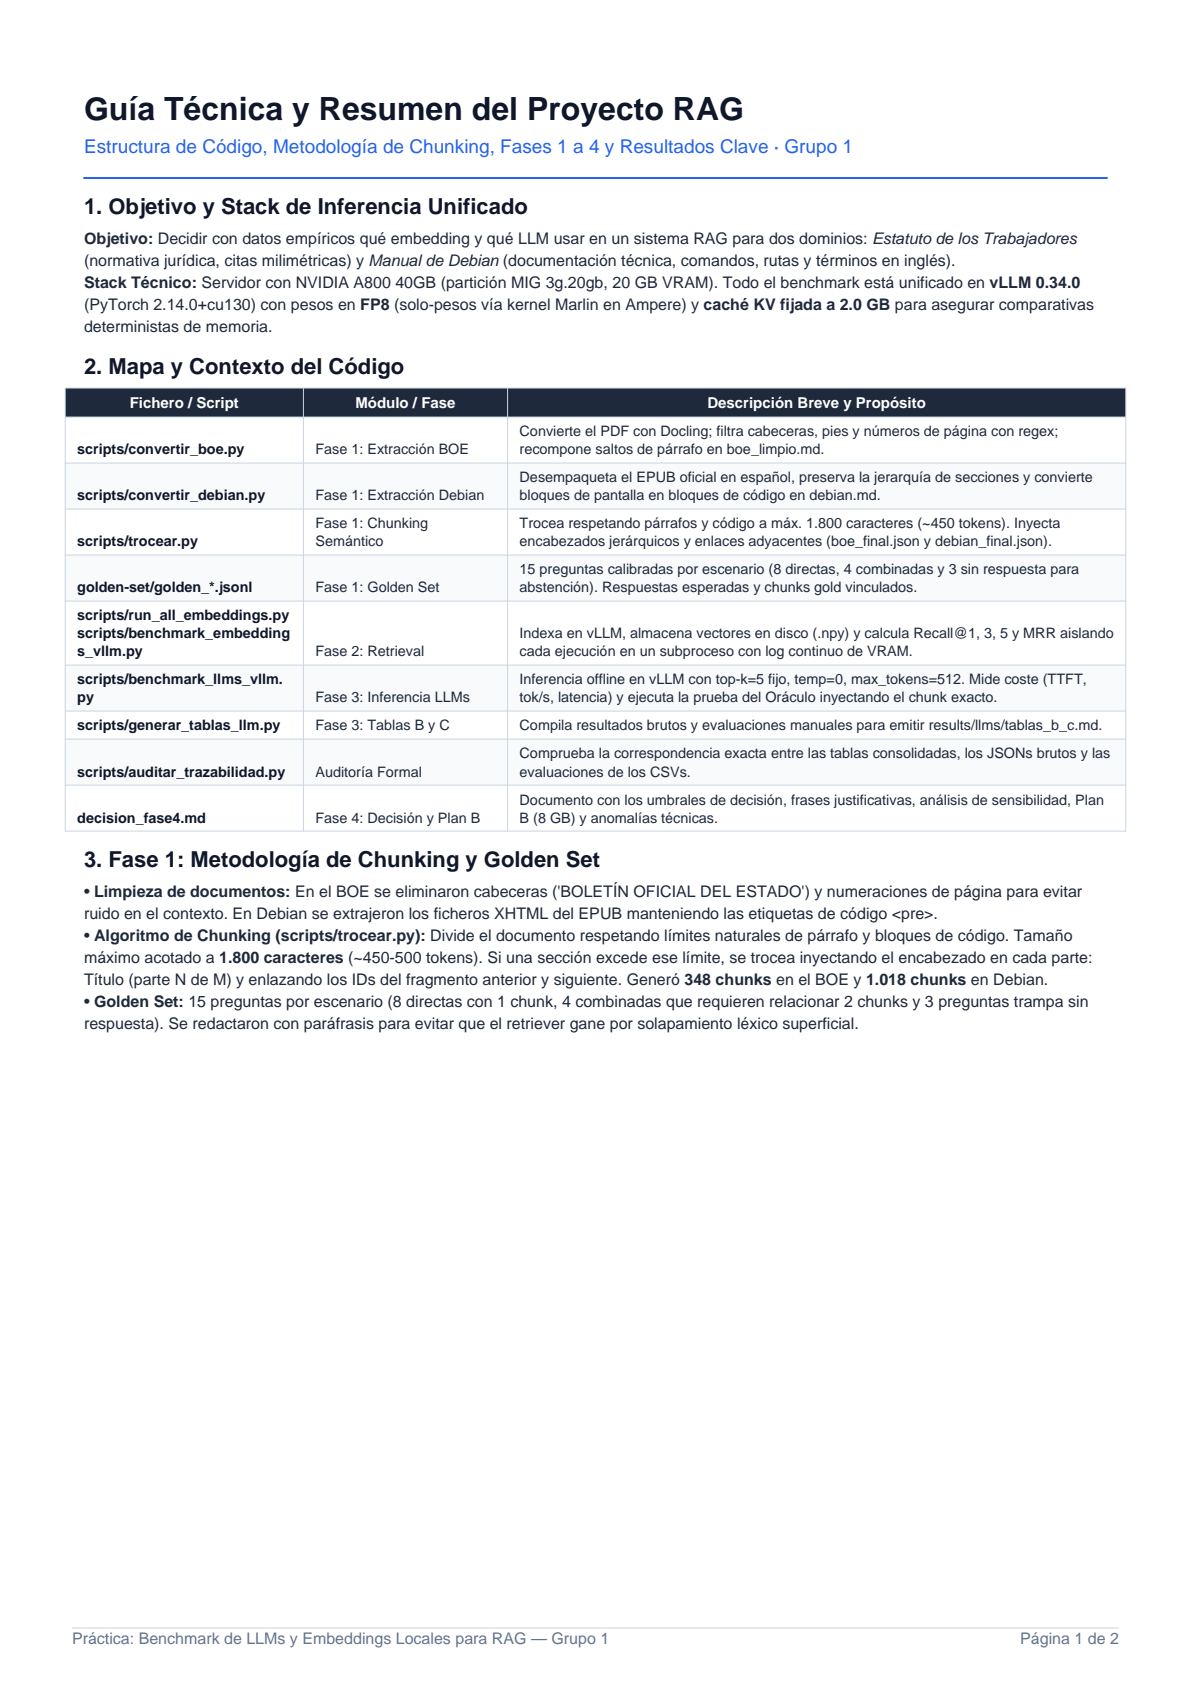 Guía Técnica y Resumen del Proyecto RAG
Estructura de Código, Metodología de Chunking, Fases 1 a 4 y Resultados Clave · Grupo 1
1. Objetivo y Stack de Inferencia Unificado
Objetivo: Decidir con datos empíricos qué embedding y qué LLM usar en un sistema RAG para dos dominios: Estatuto de los Trabajadores
(normativa jurídica, citas milimétricas) y Manual de Debian (documentación técnica, comandos, rutas y términos en inglés).
Stack Técnico: Servidor con NVIDIA A800 40GB (partición MIG 3g.20gb, 20 GB VRAM). Todo el benchmark está unificado en vLLM 0.34.0
(PyTorch 2.14.0+cu130) con pesos en FP8 (solo-pesos vía kernel Marlin en Ampere) y caché KV fijada a 2.0 GB para asegurar comparativas
deterministas de memoria.
2. Mapa y Contexto del Código
Fichero / Script Módulo / Fase Descripción Breve y Propósito
scripts/convertir_boe.py Fase 1: Extracción BOE Convierte el PDF con Docling; filtra cabeceras, pies y números de página con regex;
recompone saltos de párrafo en boe_limpio.md.
scripts/convertir_debian.py Fase 1: Extracción Debian Desempaqueta el EPUB oficial en español, preserva la jerarquía de secciones y convierte
bloques de pantalla en bloques de código en debian.md.
scripts/trocear.py Fase 1: Chunking
Semántico Trocea respetando párrafos y código a máx. 1.800 caracteres (~450 tokens). Inyecta
encabezados jerárquicos y enlaces adyacentes (boe_final.json y debian_final.json).
golden-set/golden_*.jsonl Fase 1: Golden Set 15 preguntas calibradas por escenario (8 directas, 4 combinadas y 3 sin respuesta para
abstención). Respuestas esperadas y chunks gold vinculados.
scripts/run_all_embeddings.py
scripts/benchmark_embedding
s_vllm.py Fase 2: Retrieval Indexa en vLLM, almacena vectores en disco (.npy) y calcula Recall@1, 3, 5 y MRR aislando
cada ejecución en un subproceso con log continuo de VRAM.
scripts/benchmark_llms_vllm.
py Fase 3: Inferencia LLMs Inferencia offline en vLLM con top-k=5 fijo, temp=0, max_tokens=512. Mide coste (TTFT,
tok/s, latencia) y ejecuta la prueba del Oráculo inyectando el chunk exacto.
scripts/generar_tablas_llm.py Fase 3: Tablas B y C Compila resultados brutos y evaluaciones manuales para emitir results/llms/tablas_b_c.md.
scripts/auditar_trazabilidad.py Auditoría Formal Comprueba la correspondencia exacta entre las tablas consolidadas, los JSONs brutos y las
evaluaciones de los CSVs.
decision_fase4.md Fase 4: Decisión y Plan B Documento con los umbrales de decisión, frases justificativas, análisis de sensibilidad, Plan
B (8 GB) y anomalías técnicas.
3. Fase 1: Metodología de Chunking y Golden Set
• Limpieza de documentos: En el BOE se eliminaron cabeceras ('BOLETÍN OFICIAL DEL ESTADO') y numeraciones de página para evitar
ruido en el contexto. En Debian se extrajeron los ficheros XHTML del EPUB manteniendo las etiquetas de código <pre>.
• Algoritmo de Chunking (scripts/trocear.py): Divide el documento respetando límites naturales de párrafo y bloques de código. Tamaño
máximo acotado a 1.800 caracteres (~450-500 tokens). Si una sección excede ese límite, se trocea inyectando el encabezado en cada parte:
Título (parte N de M) y enlazando los IDs del fragmento anterior y siguiente. Generó 348 chunks en el BOE y 1.018 chunks en Debian.
• Golden Set: 15 preguntas por escenario (8 directas con 1 chunk, 4 combinadas que requieren relacionar 2 chunks y 3 preguntas trampa sin
respuesta). Se redactaron con paráfrasis para evitar que el retriever gane por solapamiento léxico superficial.
Práctica: Benchmark de LLMs y Embeddings Locales para RAG — Grupo 1 Página 1 de 2